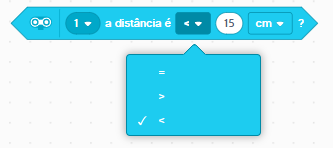 1 a distância é < 15 cm ?
=
>
✓ <